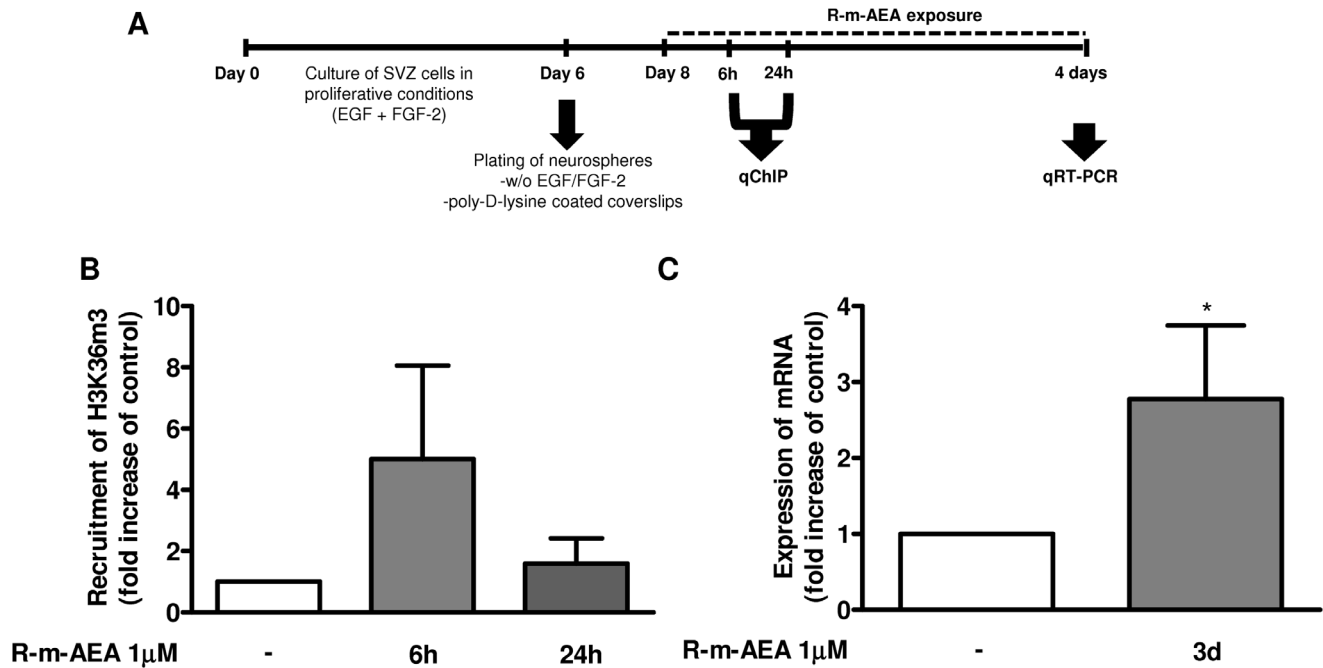 A
R-m-AEA exposure
Day 0
Culture of SVZ cells in
proliferative conditions
(EGF + FGF-2)
Day 6
Day 8
6h
24h
4 days
Plating of neurospheres
-w/o EGF/FGF-2
-poly-D-lysine coated coverslips
qChIP
qRT-PCR
B
Recruitment of H3K36m3
(fold increase of control)
10
8
6
4
2
0
R-m-AEA 1μM - 6h 24h
C
Expression of mRNA
(fold increase of control)
4
3
2
1
0
*
R-m-AEA 1μM - 3d